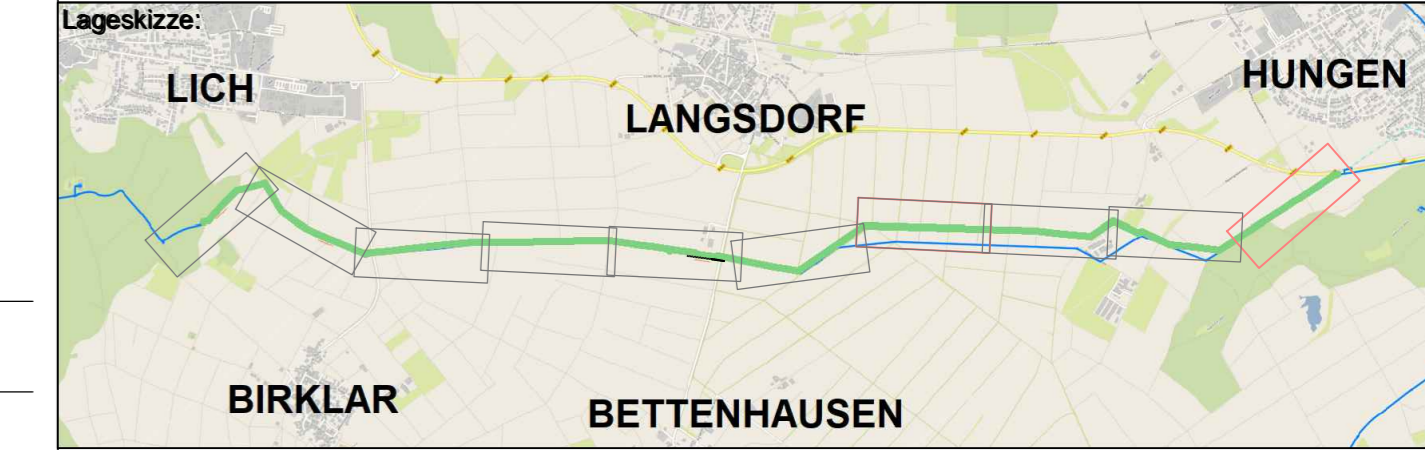 Lageskizze:
LICH
LANGSDORF
HUNGEN
BIRKLAR
BETTENHAUSEN